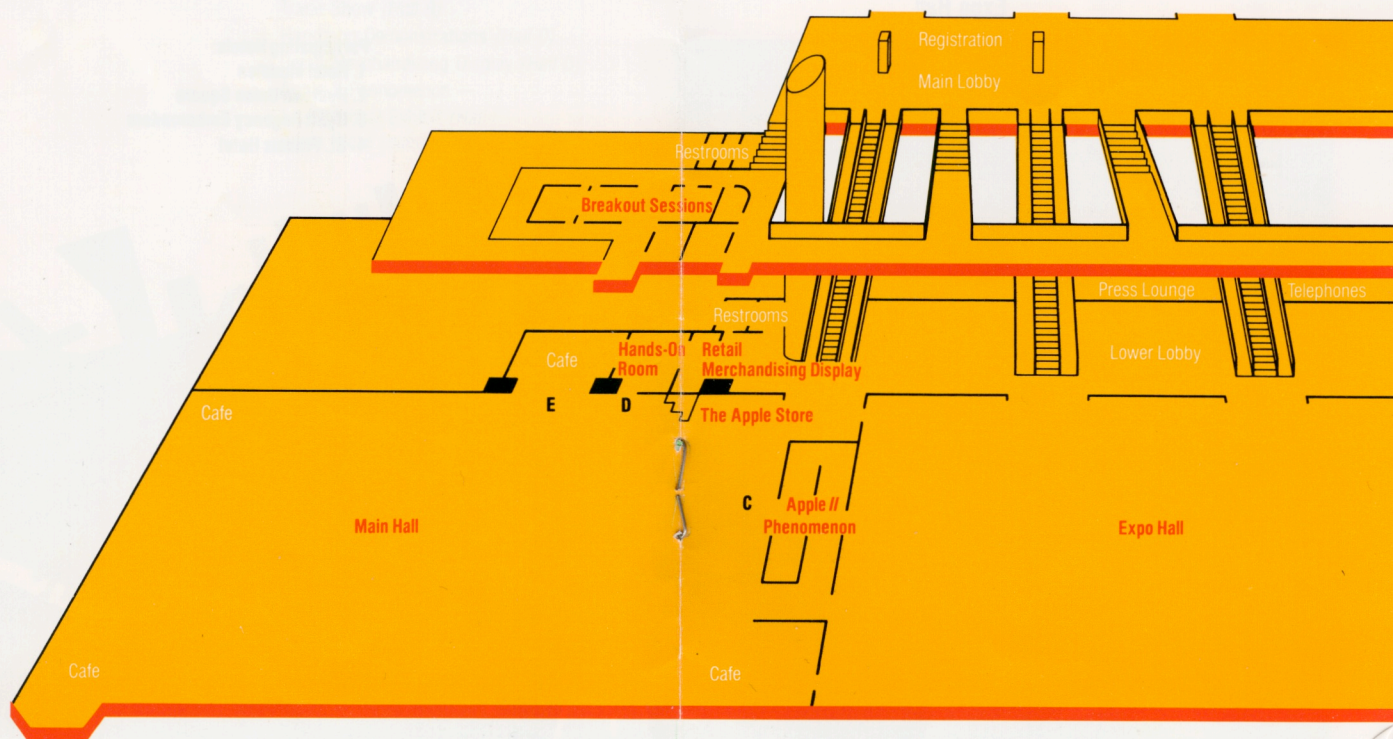 Registration
Main Lobby
Restrooms
Breakout Sessions
Press Lounge
Telephones
Restrooms
Lower Lobby
Cafe
Hands-On
Room
Retail
Merchandising Display
Cafe
E
D
The Apple Store
C
Apple //
Phenomenon
Main Hall
Expo Hall
Cafe
Cafe